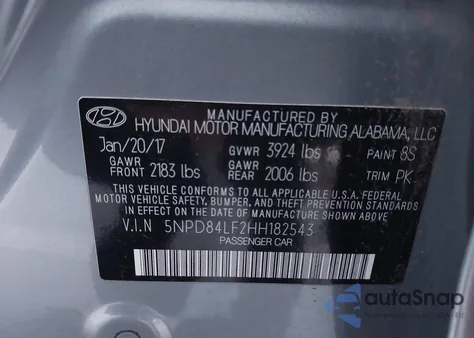 MANUFACTURED BY
HYUNDAI MOTOR MANUFACTURING ALABAMA, LLC
Jan/20/17 GVWR 3924 lbs PAINT 8S
GAWR FRONT 2183 lbs GAWR REAR 2006 lbs TRIM PK
THIS VEHICLE CONFORMS TO ALL APPLICABLE U.S.A. FEDERAL
MOTOR VEHICLE SAFETY, BUMPER, AND THEFT PREVENTION STANDARDS
IN EFFECT ON THE DATE OF MANUFACTURE SHOWN ABOVE.
V.I.N 5NPD84LF2HH182543
PASSENGER CAR
autaSnap